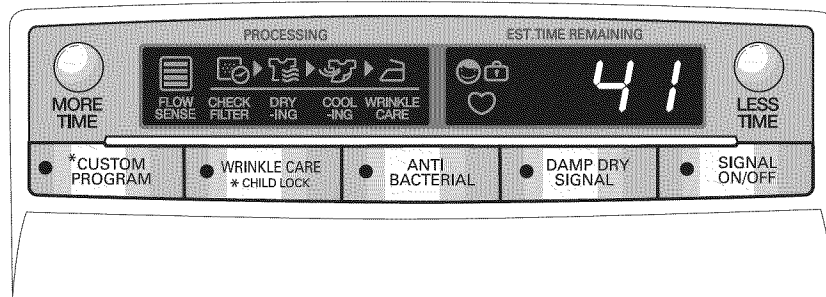 PROCESSING
EST.TIME REMAINING
MORE
TIME
FLOW
SENSE
CHECK
FILTER
DRY
-ING
COOL
-ING
WRINKLE
CARE
41
LESS
TIME
*CUSTOM
PROGRAM
WRINKLE CARE
* CHILD LOCK
ANTI
BACTERIAL
DAMP DRY
SIGNAL
SIGNAL
ON/OFF